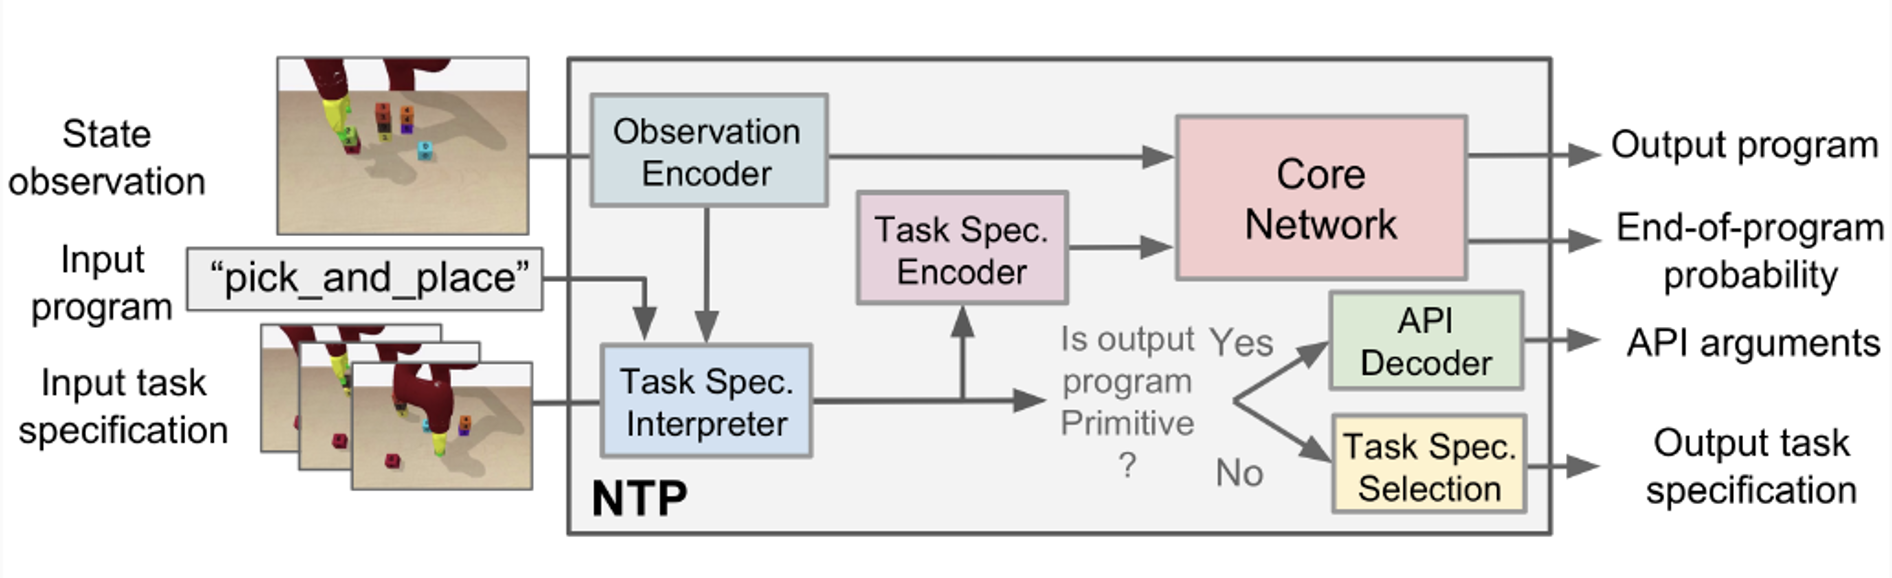 State
observation
Input
program
"pick_and_place"
Input task
specification
Observation
Encoder
Task Spec.
Interpreter
Task Spec.
Encoder
Core
Network
Is output
program
Primitive
?
Yes
No
API
Decoder
Task Spec.
Selection
NTP
Output program
End-of-program
probability
API arguments
Output task
specification